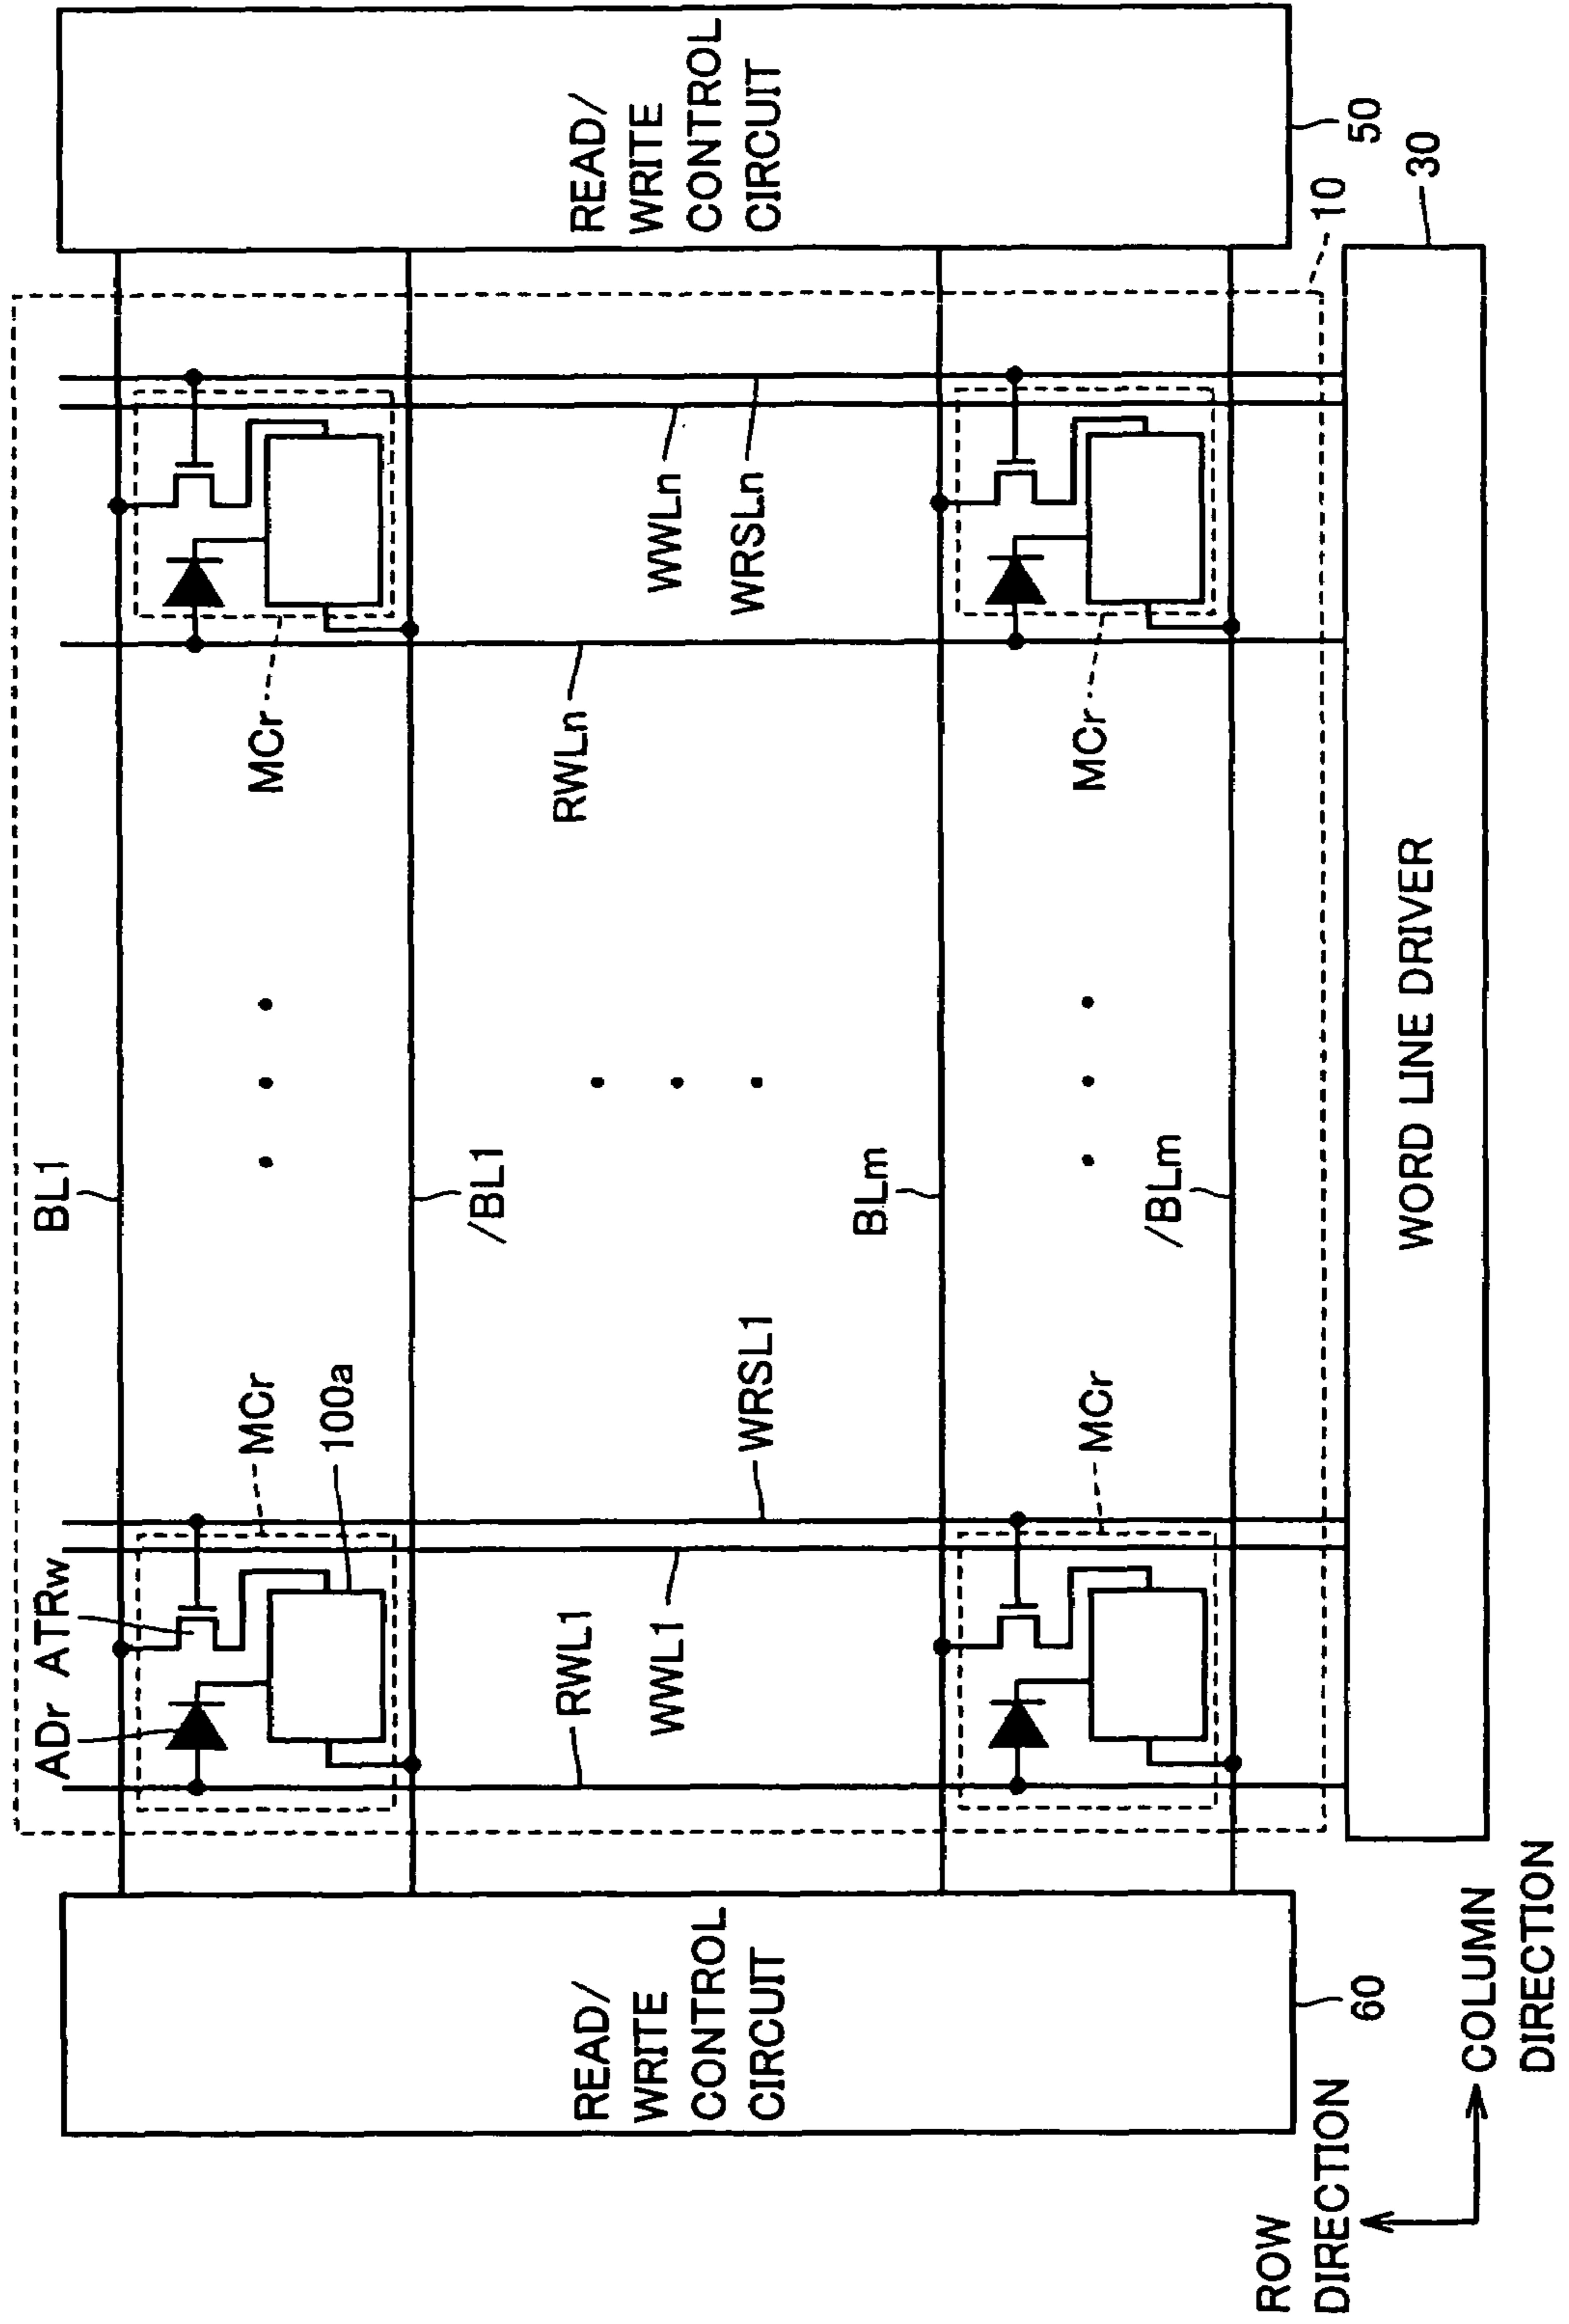 READ/
WRITE
CONTROL
CIRCUIT
50
10
30
WWLn
WRSLn
MCr
RWLn
MCr
BL1
/BL1
BLm
/BLm
WORD LINE DRIVER
MCr
100a
WRSL1
MCr
ADr ATRw
RWL1
WWL1
READ/
WRITE
CONTROL
CIRCUIT
60
ROW
DIRECTION
COLUMN
DIRECTION